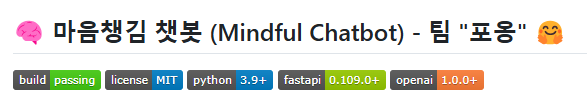 🧠 마음챙김 챗봇 (Mindful Chatbot) - 팀 "포옹" 🤗
build passing license MIT python 3.9+ fastapi 0.109.0+ openai 1.0.0+